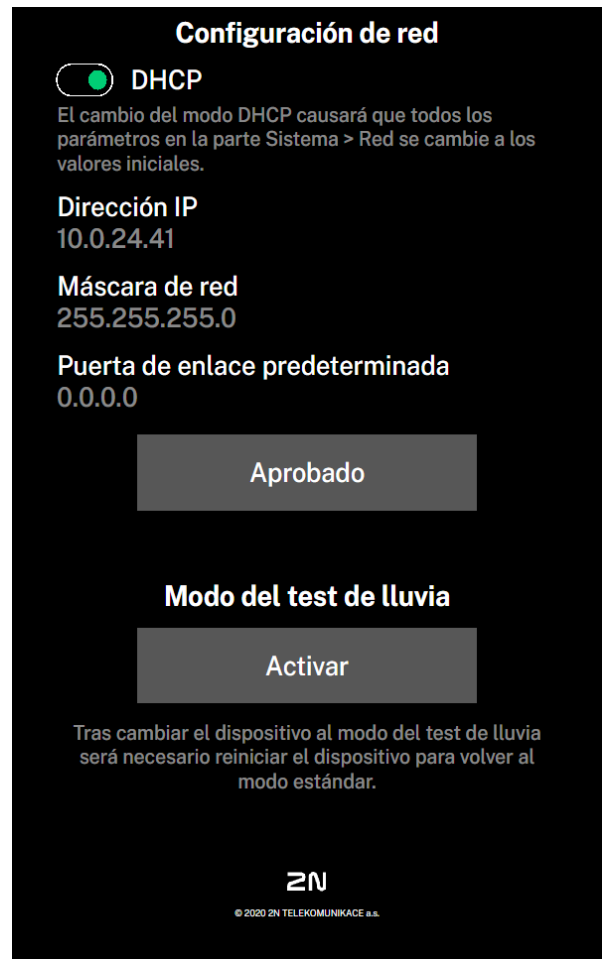 Configuración de red
DHCP
El cambio del modo DHCP causará que todos los
parámetros en la parte Sistema > Red se cambie a los
valores iniciales.
Dirección IP
10.0.24.41
Máscara de red
255.255.255.0
Puerta de enlace predeterminada
0.0.0.0
Aprobado
Modo del test de lluvia
Activar
Tras cambiar el dispositivo al modo del test de lluvia
será necesario reiniciar el dispositivo para volver al
modo estándar.
2N
© 2020 2N TELEKOMUNIKACE a.s.